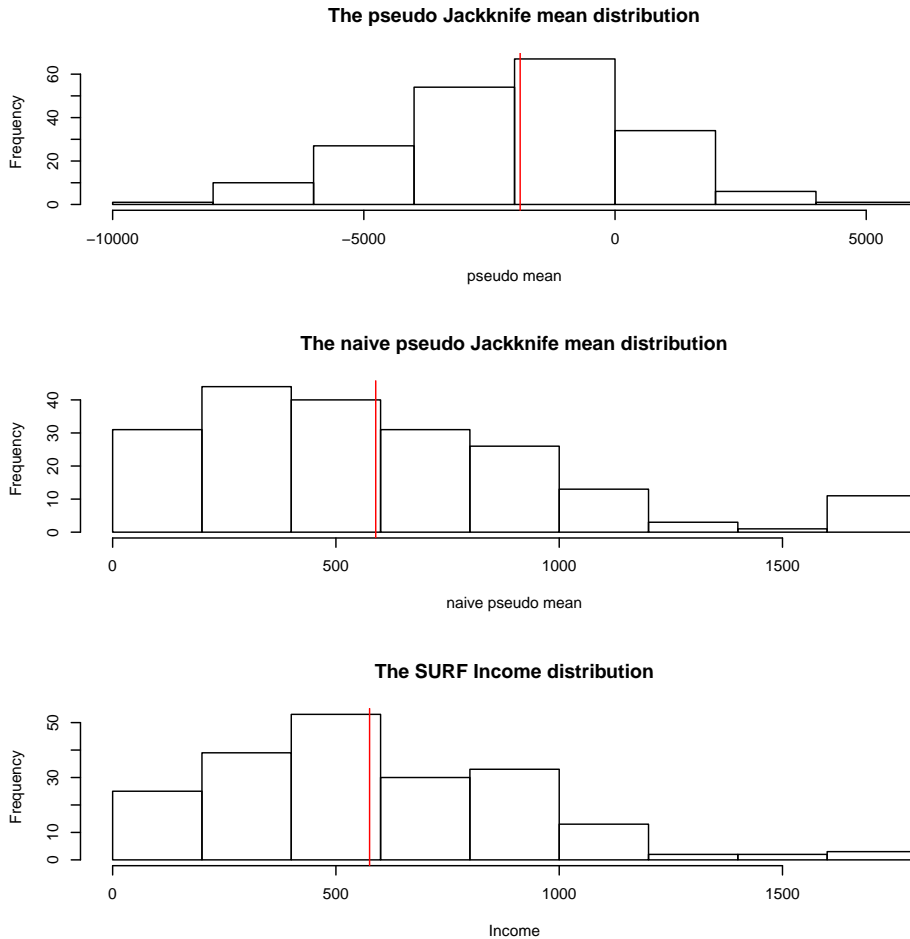 The pseudo Jackknife mean distribution
Frequency
0
20
40
60
−10000
−5000
0
5000
pseudo mean
The naive pseudo Jackknife mean distribution
Frequency
0
10
20
30
40
0
500
1000
1500
naive pseudo mean
The SURF Income distribution
Frequency
0
10
30
50
0
500
1000
1500
Income